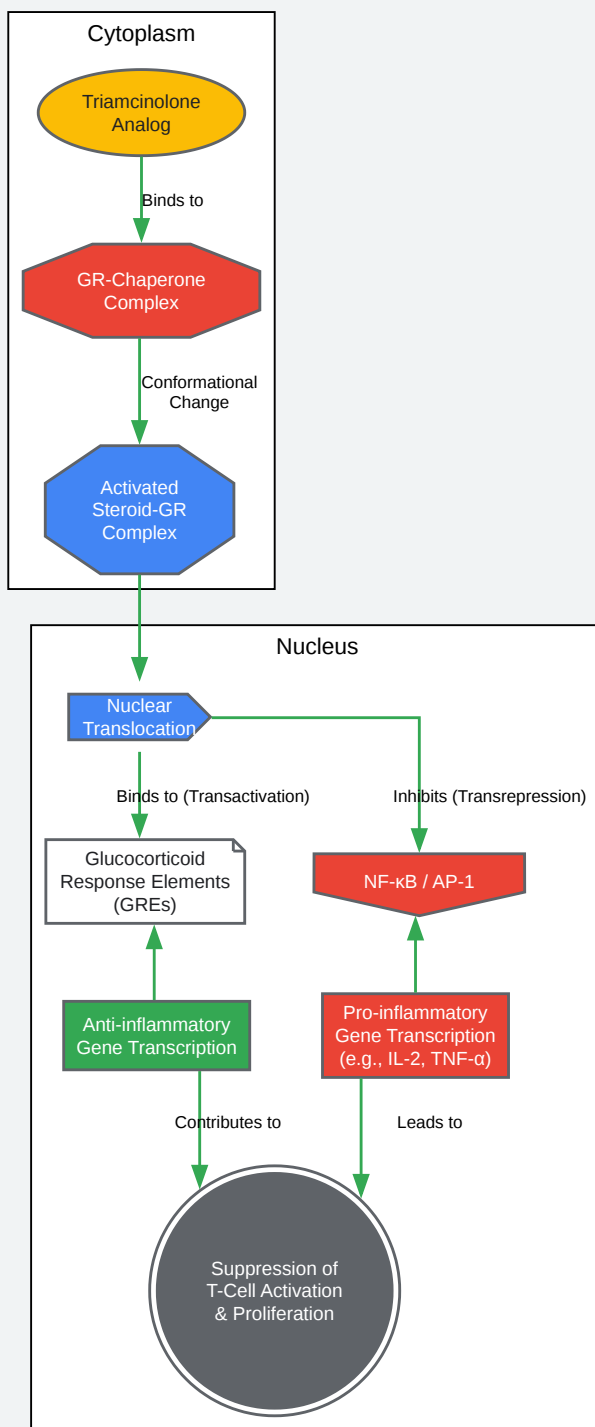 Cytoplasm
Triamcinolone
Analog
Binds to
GR-Chaperone
Complex
Conformational
Change
Activated
Steroid-GR
Complex
Nucleus
Nuclear
Translocation
Binds to (Transactivation)
Inhibits (Transrepression)
Glucocorticoid
Response Elements
(GREs)
NF-κB / AP-1
Anti-inflammatory
Gene Transcription
Pro-inflammatory
Gene Transcription
(e.g., IL-2, TNF-α)
Contributes to
Leads to
Suppression of
T-Cell Activation
& Proliferation